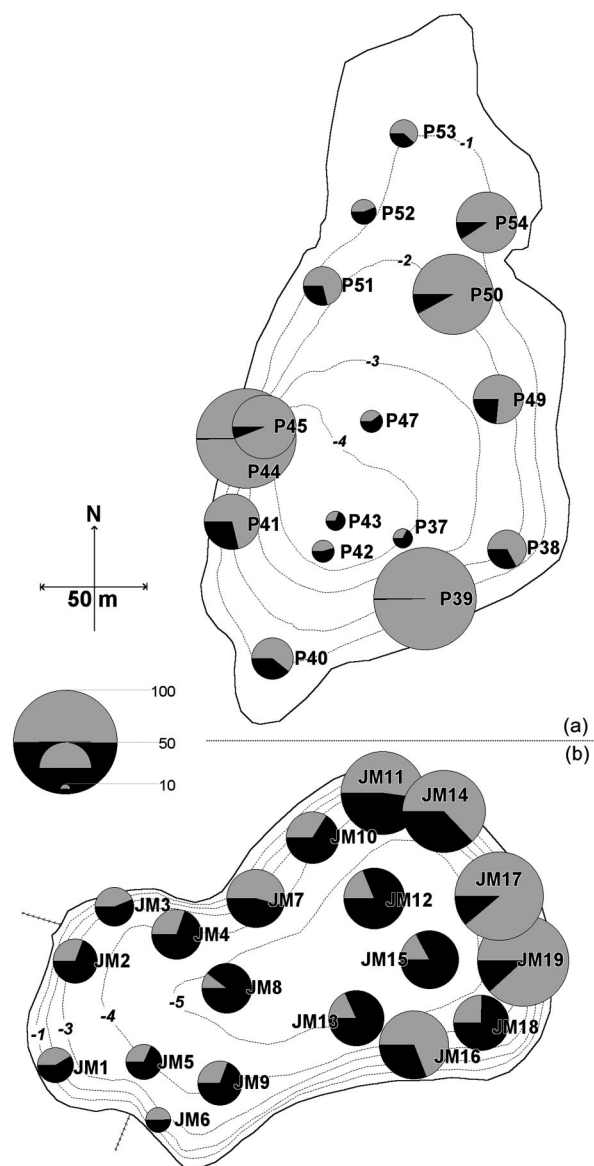 P53
-1
P52
P54
-2
P51
P50
-3
P49
P47
P45
-4
P44
P43
P37
P41
P42
P38
N
50 m
P39
P40
100
50
10
(a)
(b)
JM11
JM14
JM10
JM17
JM3
JM7
JM12
JM4
JM2
JM15
JM19
JM8
-5
-4
-1
-3
JM13
JM18
JM16
JM1
JM5
JM9
JM6